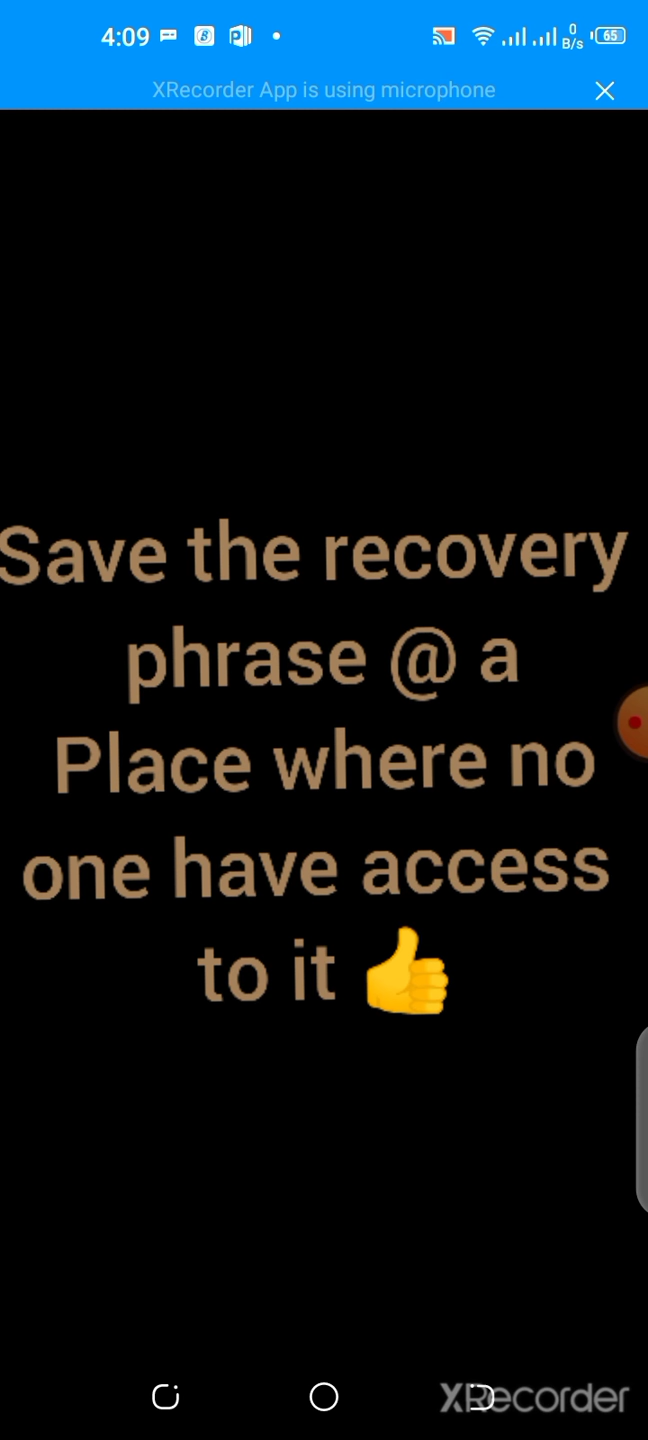 4:09
0
B/s
65
XRecorder App is using microphone
Save the recovery
phrase @ a
Place where no
one have access
to it 👍
XRecorder